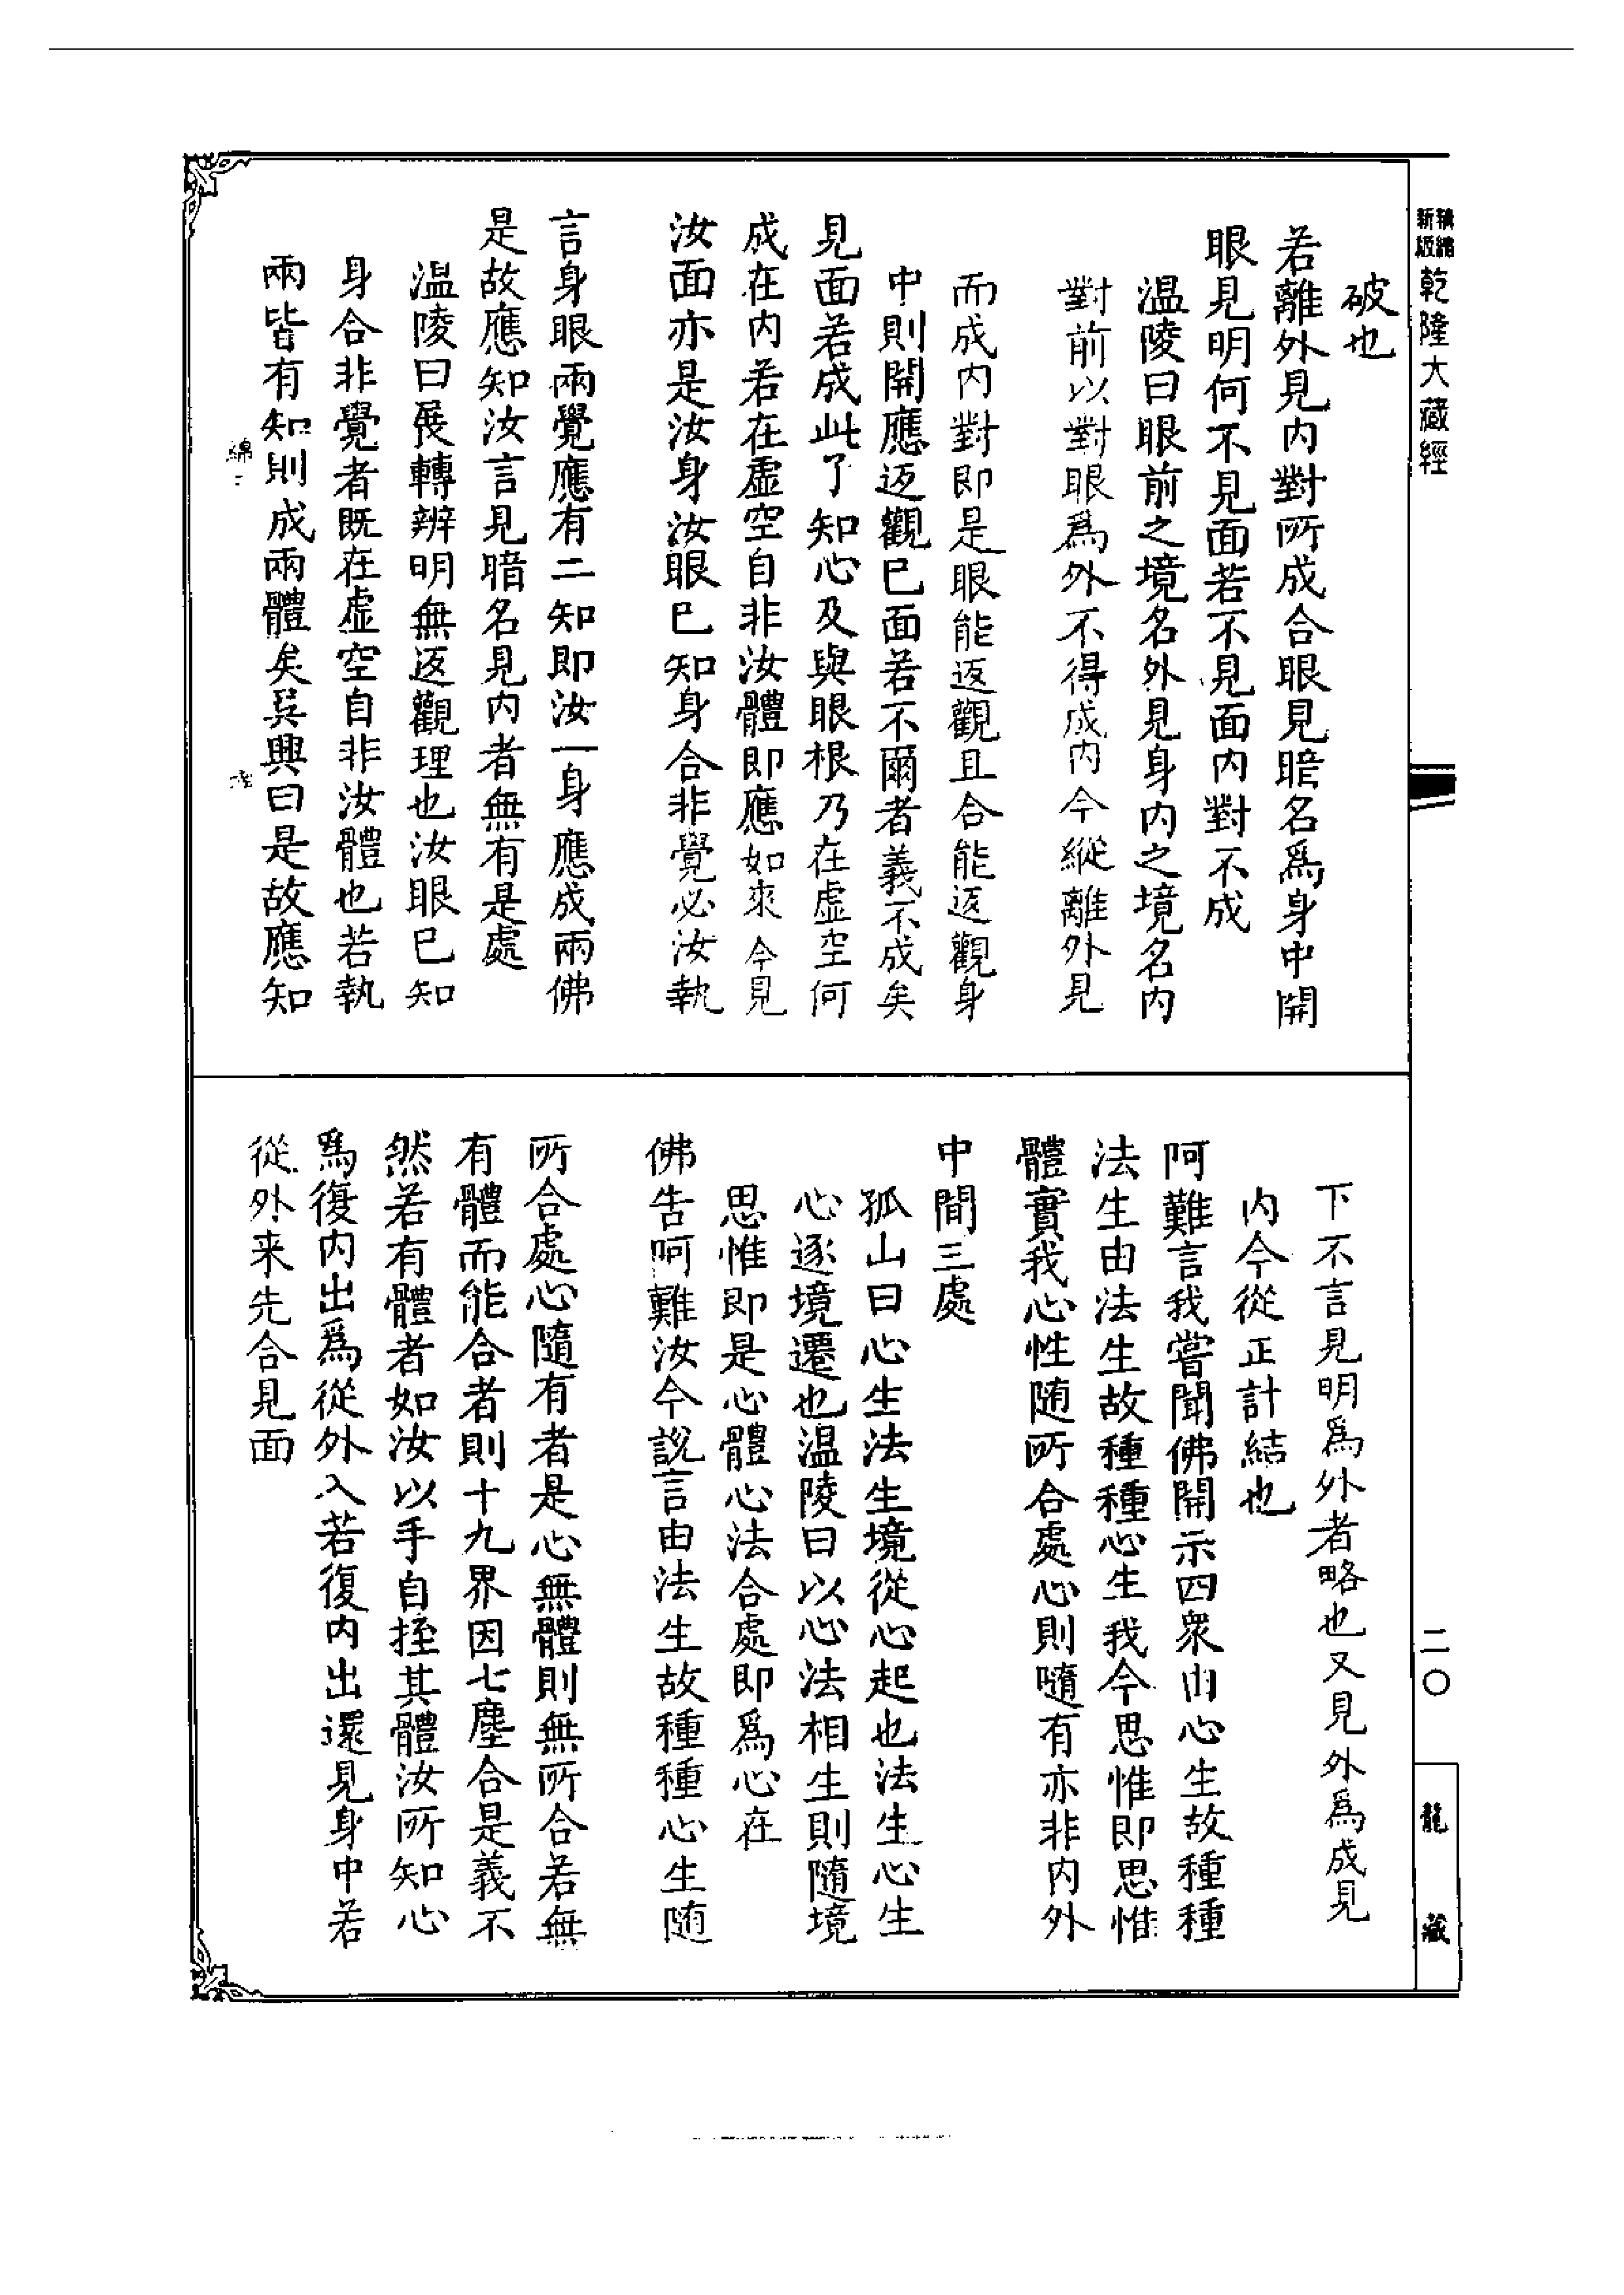 新版
乾隆大藏經
破也
若離外見內對所成合眼見暗名爲身中開
眼見明何不見面若不見面內對不成
溫陵曰眼前之境名外見身內之境名內
對前以對眼爲外不得成內今縱離外見
而成內對即是眼能返觀且合能返觀身
中則開應返觀巳面若不爾者義不成矣
見面若成此了知心及與眼根乃在虛空何
成在內若在虛空自非汝體即應如來今見
汝面亦是汝身汝眼巳知身合非覺必汝執
言身眼兩覺應有二知即汝一身應成兩佛
是故應知汝言見暗名見內者無有是處
溫陵曰展轉辨明無返觀理也汝眼巳知
身合非覺者既在虛空自非汝體也若執
兩皆有知則成兩體矣吳興曰是故應知
下不言見明爲外者略也又見外爲成見
內今從正計結也
阿難言我嘗聞佛開示四衆由心生故種種
法生由法生故種種心生我今思惟即思惟
體實我心性隨所合處心則隨有亦非內外
中間三處
孤山曰心生法生境從心起也法生心生
心逐境遷也溫陵曰以心法相生則隨境
思惟即是心體心法合處即爲心在
佛告阿難汝今說言由法生故種種心生隨
所合處心隨有者是心無體則無所合若無
有體而能合者則十九界因七塵合是義不
然若有體者如汝以手自挃其體汝所知心
爲復內出爲從外入若復內出還見身中若
從外来先合見面
二〇
龍藏